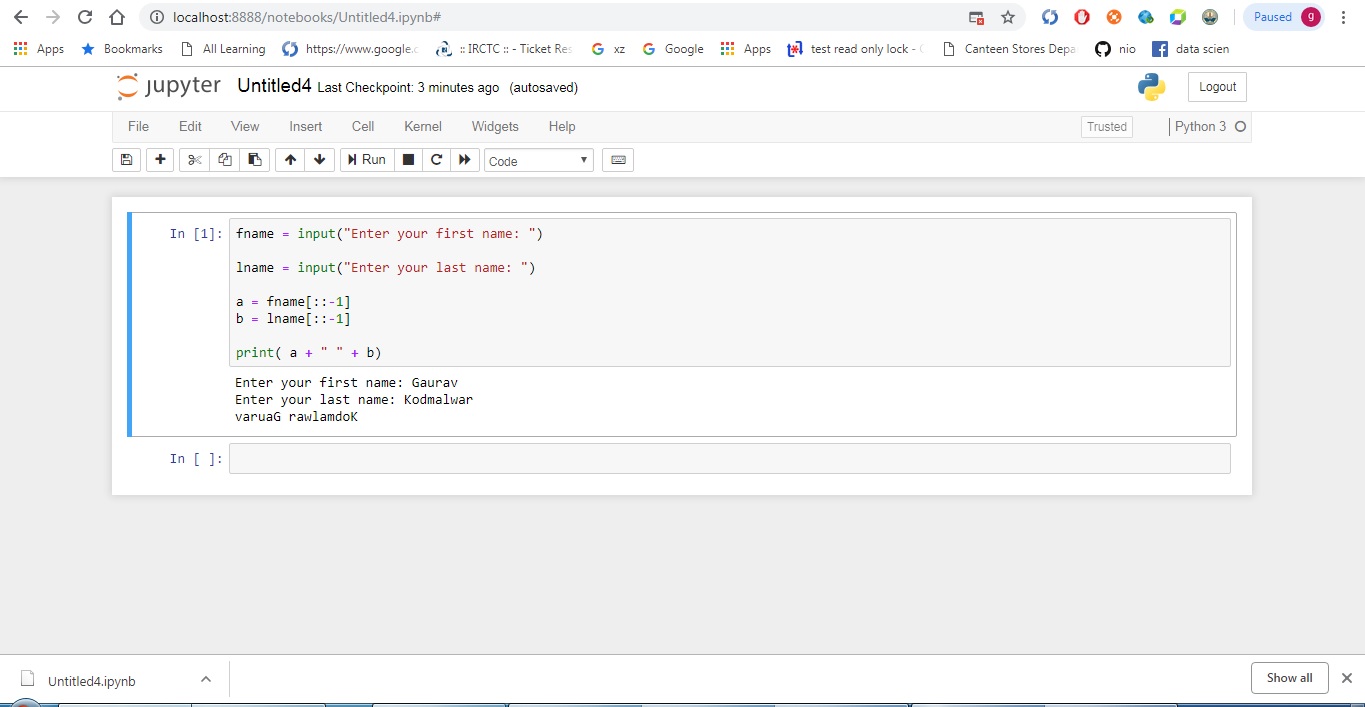 localhost:8888/notebooks/Untitled4.ipynb#
Paused g
Apps Bookmarks All Learning https://www.google.c :: IRCTC :: - Ticket Res xz Google Apps test read only lock - Canteen Stores Depa nio data scien
jupyter Untitled4 Last Checkpoint: 3 minutes ago (autosaved)
Logout
File Edit View Insert Cell Kernel Widgets Help Trusted Python 3
Run Code
In [1]: fname = input("Enter your first name: ")
lname = input("Enter your last name: ")
a = fname[::-1]
b = lname[::-1]
print( a + " " + b)
Enter your first name: Gaurav
Enter your last name: Kodmalwar
varuaG rawlamdoK
In [ ]:
Untitled4.ipynb
Show all